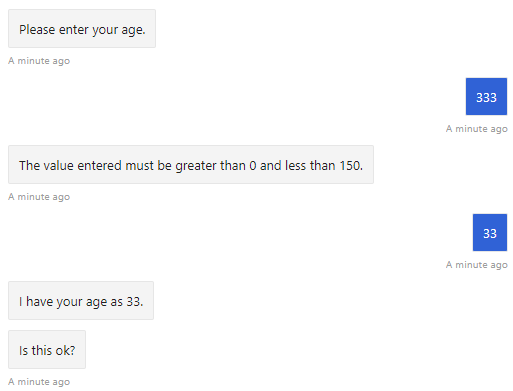 Please enter your age.
A minute ago
333
A minute ago
The value entered must be greater than 0 and less than 150.
A minute ago
33
A minute ago
I have your age as 33.
Is this ok?
A minute ago